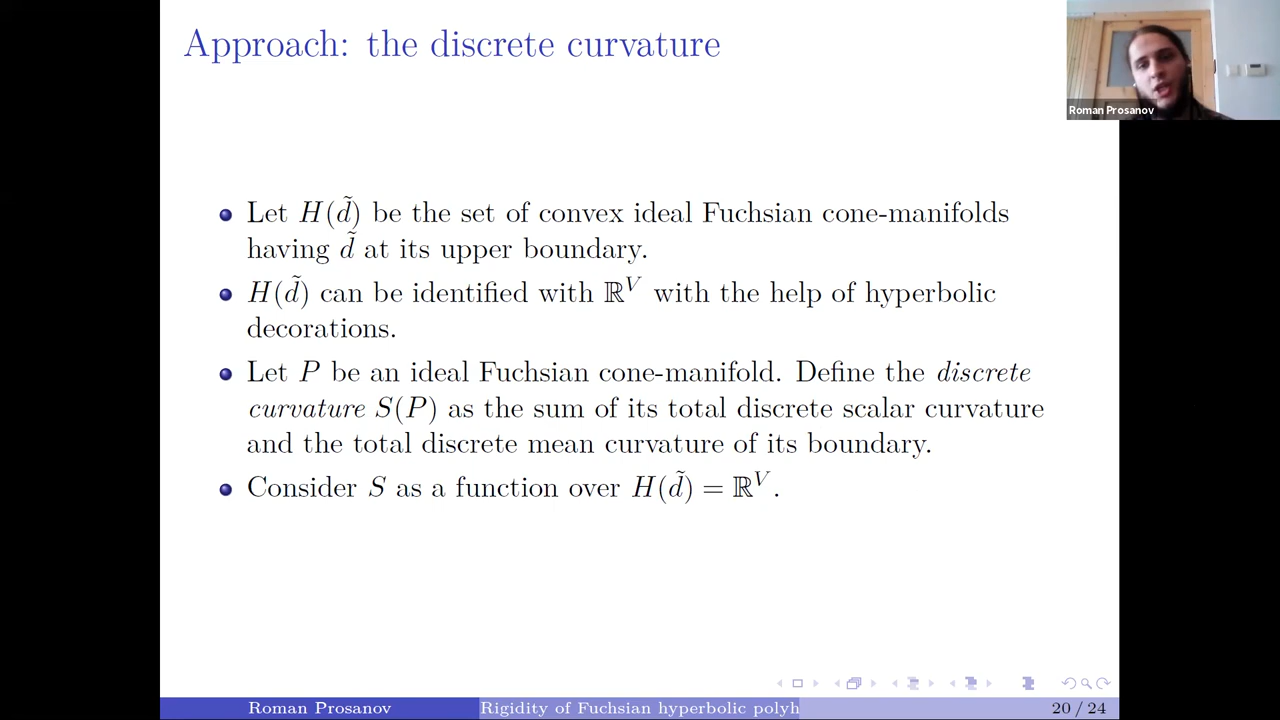 Approach: the discrete curvature
Roman Prosanov
Let H(d̃) be the set of convex ideal Fuchsian cone-manifolds
having d̃ at its upper boundary.
H(d̃) can be identified with ℝ^V with the help of hyperbolic
decorations.
Let P be an ideal Fuchsian cone-manifold. Define the discrete
curvature S(P) as the sum of its total discrete scalar curvature
and the total discrete mean curvature of its boundary.
Consider S as a function over H(d̃) = ℝ^V.
Roman Prosanov
Rigidity of Fuchsian hyperbolic polyh
20 / 24